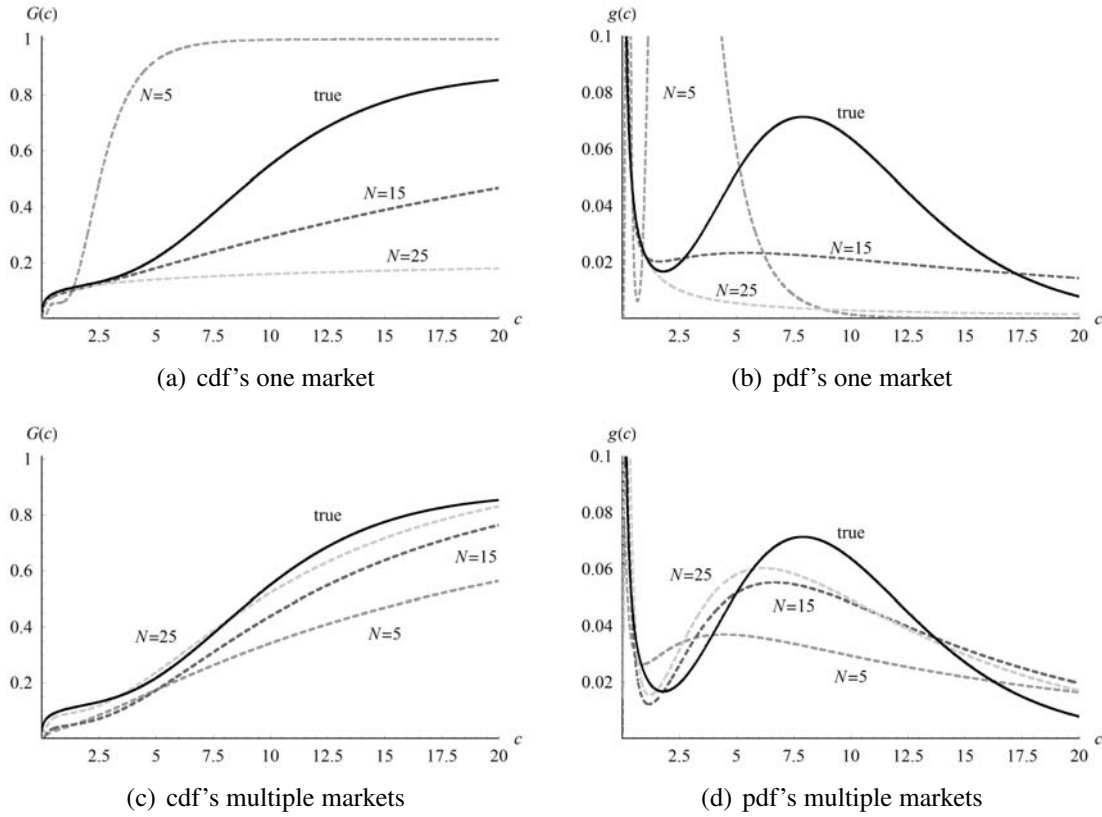 G(c)
1
0.8
0.6
0.4
0.2
N=5
true
N=15
N=25
2.5 5 7.5 10 12.5 15 17.5 20 c
(a) cdf's one market
g(c)
0.1
0.08
0.06
0.04
0.02
N=5
true
N=15
N=25
2.5 5 7.5 10 12.5 15 17.5 20 c
(b) pdf's one market
G(c)
1
0.8
0.6
0.4
0.2
true
N=15
N=25
N=5
2.5 5 7.5 10 12.5 15 17.5 20 c
(c) cdf's multiple markets
g(c)
0.1
0.08
0.06
0.04
0.02
true
N=25
N=15
N=5
2.5 5 7.5 10 12.5 15 17.5 20 c
(d) pdf's multiple markets